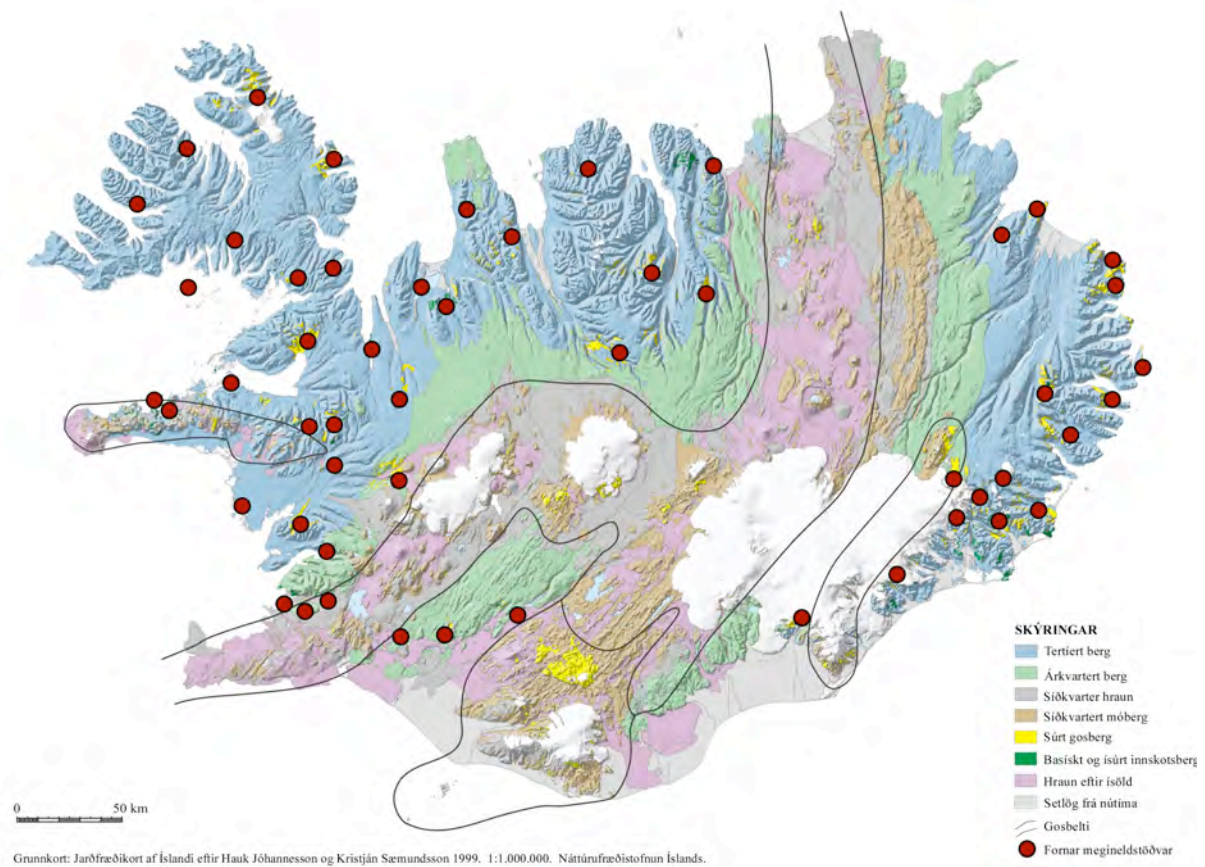 SKÝRINGAR
Tertíert berg
Árkvartert berg
Síðkvarter hraun
Síðkvartert móberg
Súrt gosberg
Basískt og ísúrt innskotsberg
Hraun eftir ísöld
Setlög frá nútíma
Gosbelti
Fornar megineldstöðvar
0 50 km
Grunnkort: Jarðfræðikort af Íslandi eftir Hauk Jóhannesson og Kristján Sæmundsson 1999. 1:1.000.000. Náttúrufræðistofnun Íslands.